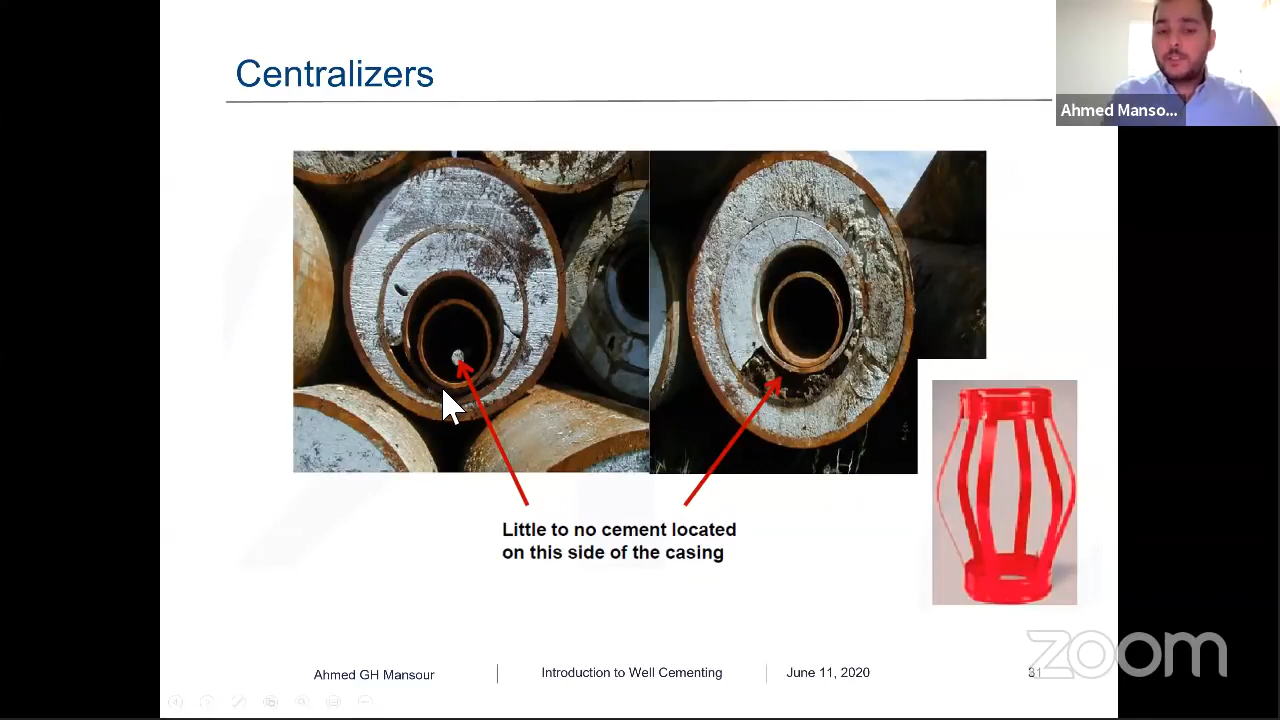 Centralizers
Ahmed Manso...
Little to no cement located
on this side of the casing
Ahmed GH Mansour
Introduction to Well Cementing
June 11, 2020
31
zoom